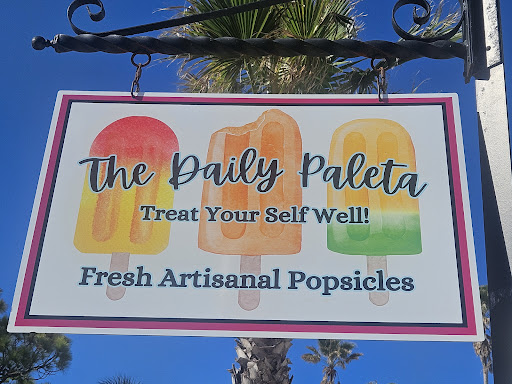 The Daily Paleta
Treat Your Self Well!
Fresh Artisanal Popsicles